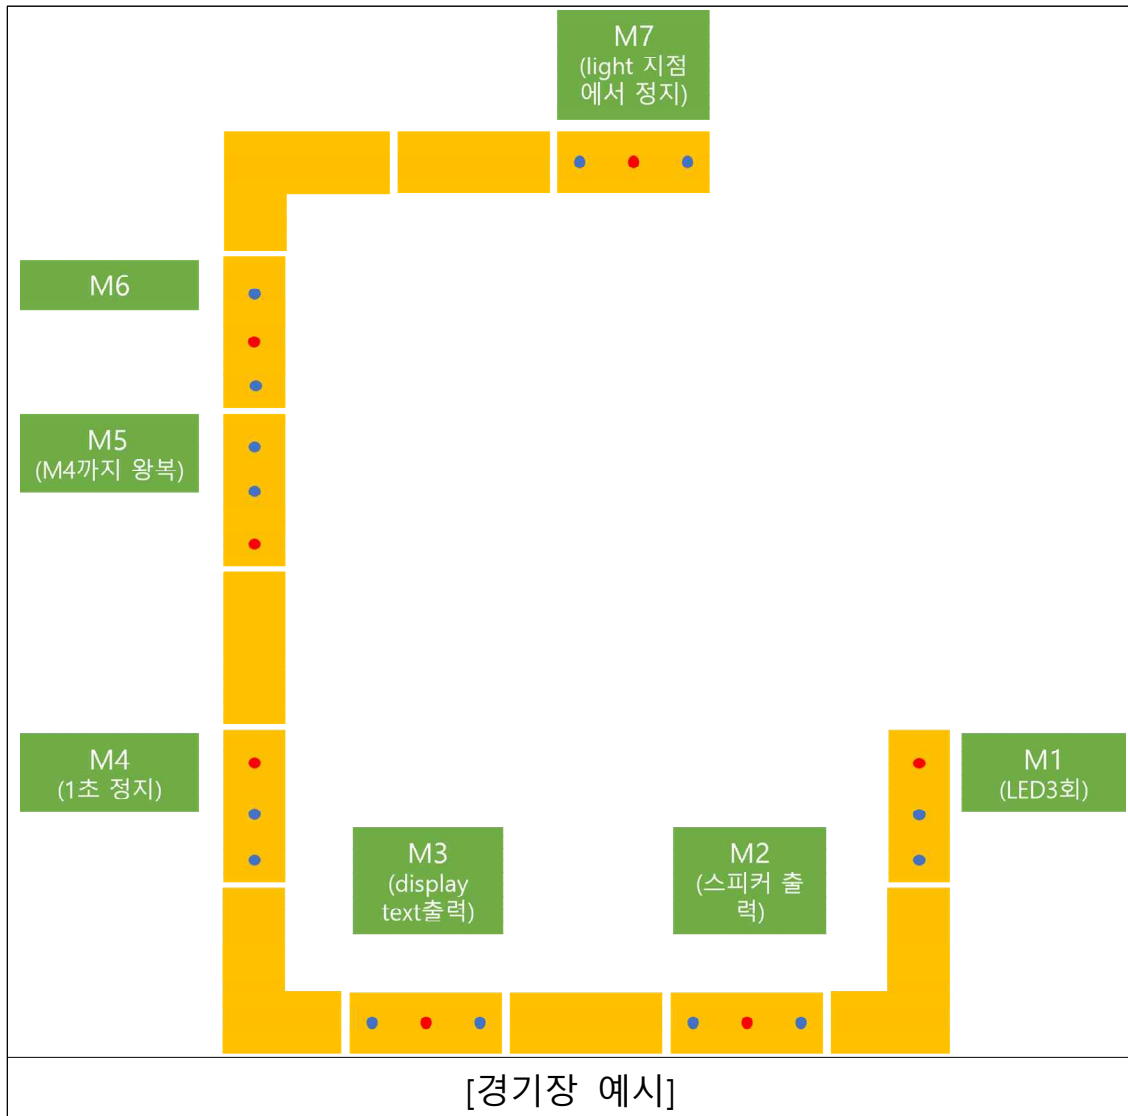 M7
(light 지점
에서 정지)
M6
M5
(M4까지 왕복)
M4
(1초 정지)
M1
(LED3회)
M3
(display
text출력)
M2
(스피커 출
력)
[경기장 예시]